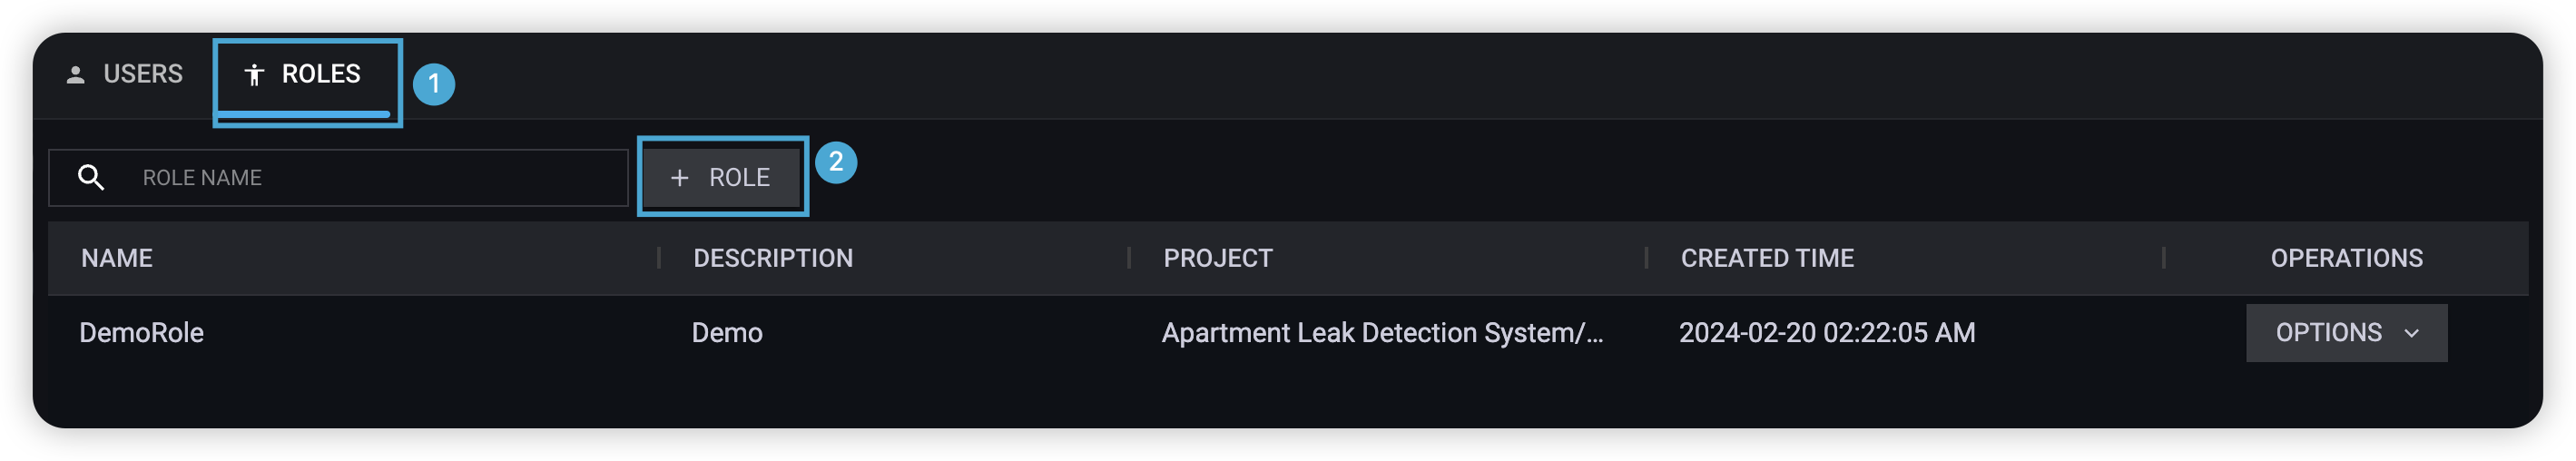 USERS ROLES 1
ROLE NAME + ROLE 2
NAME DESCRIPTION PROJECT CREATED TIME OPERATIONS
DemoRole Demo Apartment Leak Detection System/... 2024-02-20 02:22:05 AM OPTIONS